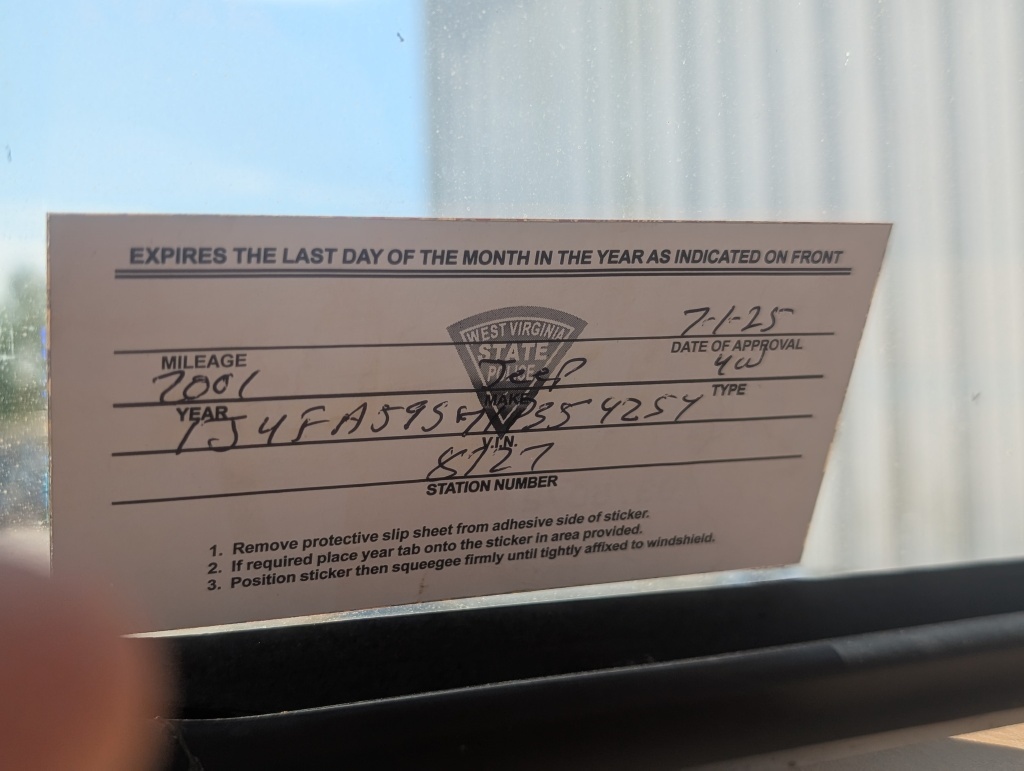 EXPIRES THE LAST DAY OF THE MONTH IN THE YEAR AS INDICATED ON FRONT
7-1-25
WEST VIRGINIA
STATE
POLICE
MILEAGE
DATE OF APPROVAL
2001
Jeep
4W
YEAR
MAKE
TYPE
V.I.N.
8727
STATION NUMBER
1. Remove protective slip sheet from adhesive side of sticker.
2. If required place year tab onto the sticker in area provided.
3. Position sticker then squeegee firmly until tightly affixed to windshield.